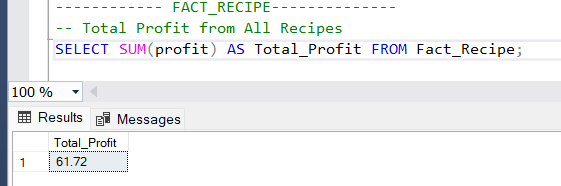 ------------ FACT_RECIPE--------------
-- Total Profit from All Recipes
SELECT SUM(profit) AS Total_Profit FROM Fact_Recipe;
100 %
Results Messages
Total_Profit
1 61.72